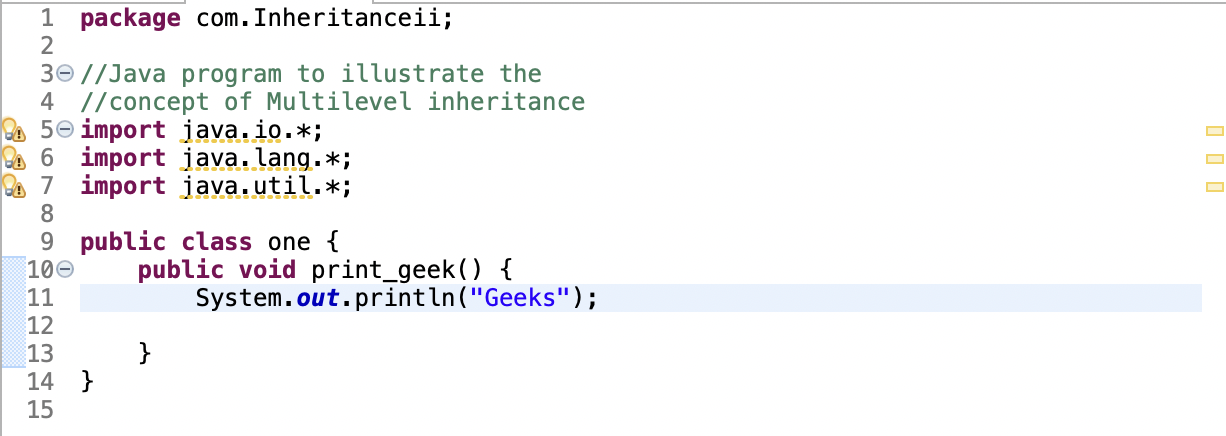 1 package com.Inheritanceii;
2
3 //Java program to illustrate the
4 //concept of Multilevel inheritance
5 import java.io.*;
6 import java.lang.*;
7 import java.util.*;
8
9 public class one {
10 public void print_geek() {
11 System.out.println("Geeks");
12
13 }
14 }
15